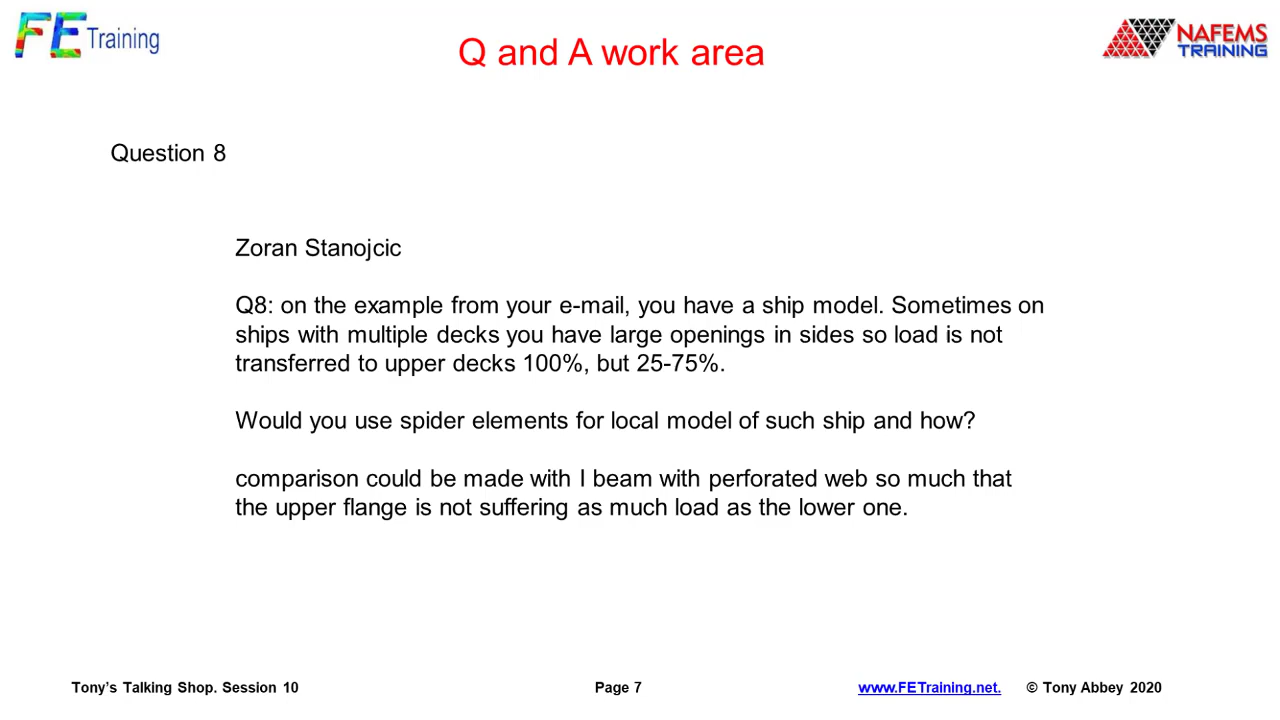 FE Training
Q and A work area
NAFEMS
TRAINING
Question 8
Zoran Stanojcic
Q8: on the example from your e-mail, you have a ship model. Sometimes on
ships with multiple decks you have large openings in sides so load is not
transferred to upper decks 100%, but 25-75%.
Would you use spider elements for local model of such ship and how?
comparison could be made with I beam with perforated web so much that
the upper flange is not suffering as much load as the lower one.
Tony’s Talking Shop. Session 10
Page 7
www.FETraining.net.
© Tony Abbey 2020